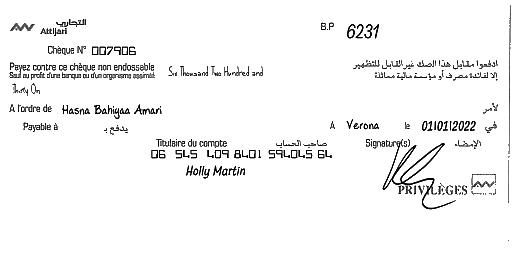 التجاري
Attijari
B.P 6231
Chèque N° 007906
Payez contre ce chèque non endossable
Sauf au profit d'une banque ou d'un organisme assimilé
Six Thousand Two Hundred and
Thirty On
ادفعوا مقابل هذا الصك غير القابل للتظهير
إلا لفائدة مصرف أو مؤسسة مالية مماثلة
A l'ordre de Hasna Bahiyaa Amari لأمر
Payable à يدفع بـ
A Verona le 01/01/2022 في
Titulaire du compte صاحب الحساب
Signature(s) الإمضاء
06 545 409 8401 594045 64
Holly Martin
PRIVILÈGES